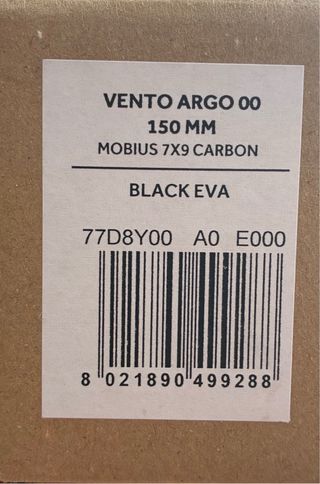 VENTO ARGO 00
150 MM
MOBIUS 7X9 CARBON
BLACK EVA
77D8Y00 A0 E000
8 021890 499288